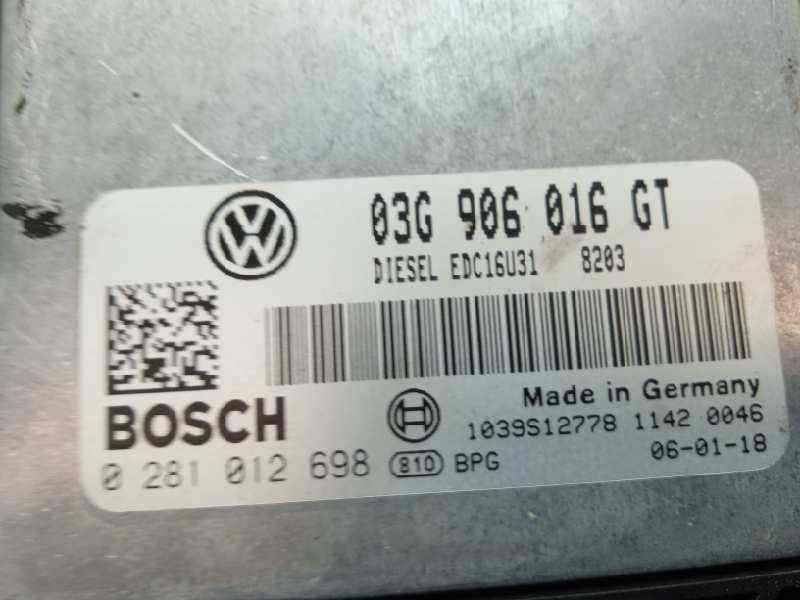 03G 906 016 GT
DIESEL EDC16U31 8203
Made in Germany
BOSCH
1039S12778 1142 0046
0 281 012 698 810 BPG
06-01-18